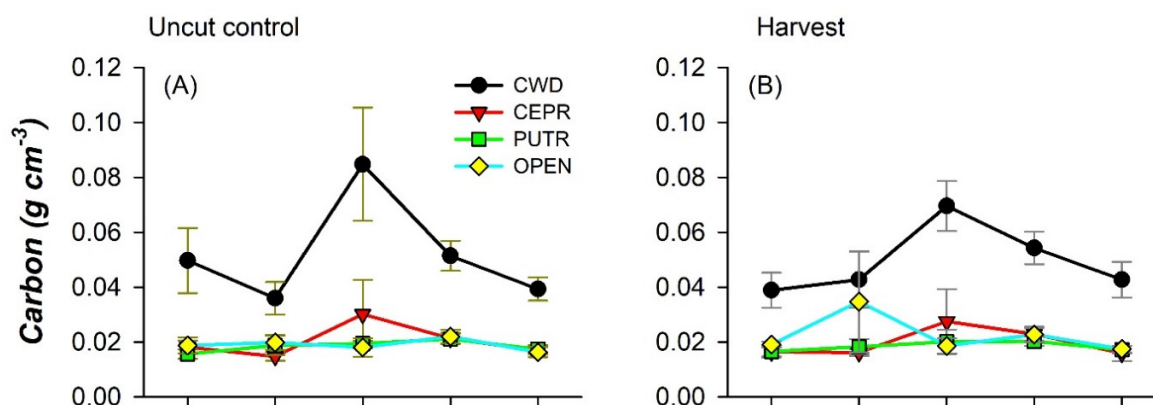 Uncut control
Harvest
Carbon (g cm-3)
0.12
0.10
0.08
0.06
0.04
0.02
0.00
(A)
CWD
CEPR
PUTR
OPEN
0.12
0.10
0.08
0.06
0.04
0.02
0.00
(B)